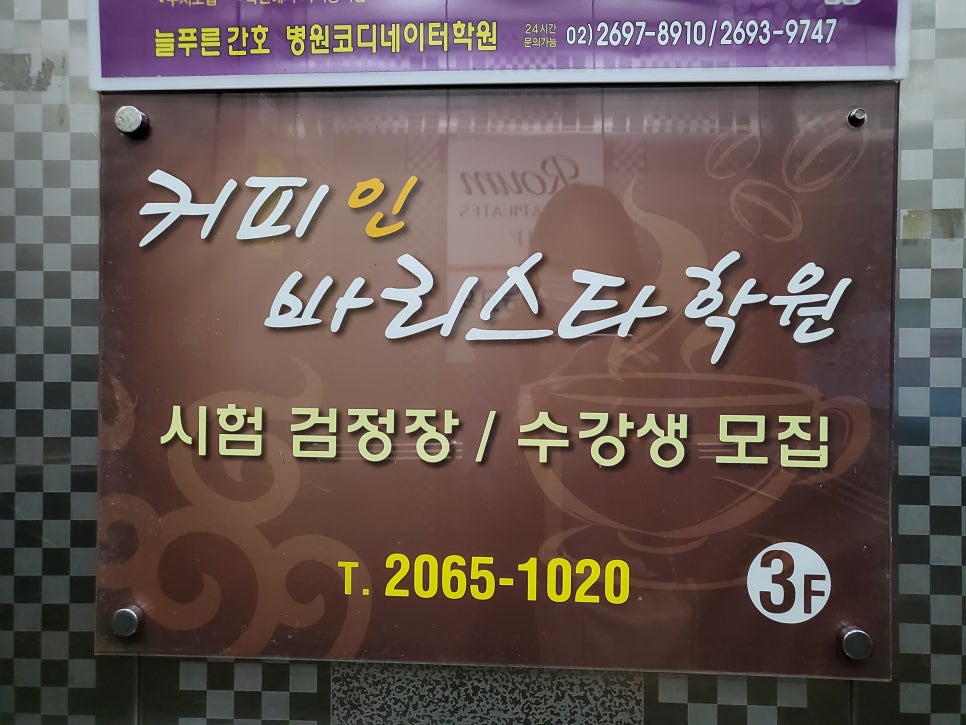 늘푸른 간호 병원코디네이터학원 24시간 문의가능 02) 2697-8910 / 2693-9747
커피인
바리스타학원
시험 검정장 / 수강생 모집
T. 2065-1020
3F
Roum
PILATES